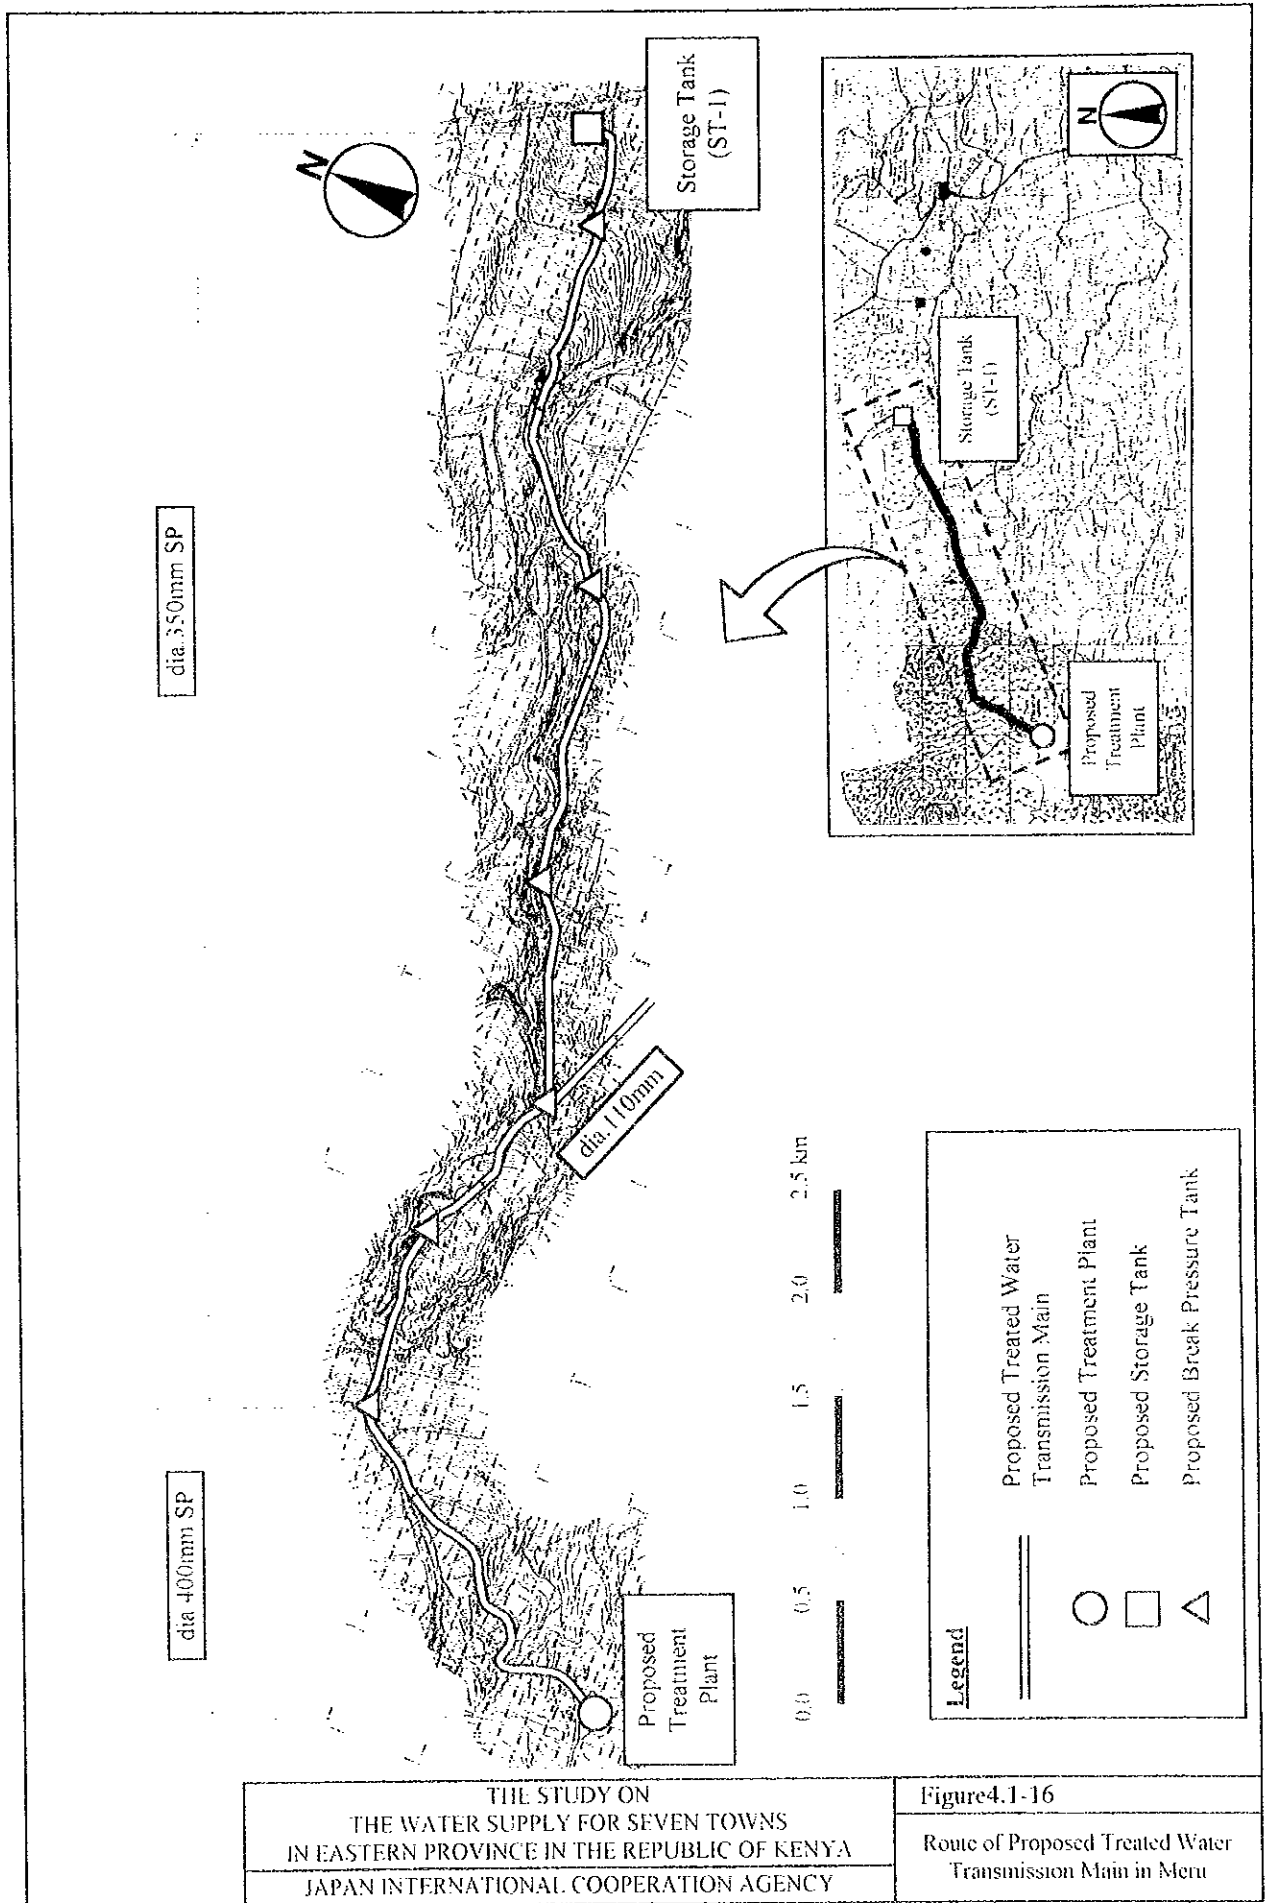 N
Storage Tank
(ST-1)
dia.350mm SP
dia 400mm SP
dia.110mm
Proposed
Treatment
Plant
0.0
0.5
1.0
1.5
2.0
2.5 km
N
Storage Tank
(ST-1)
Proposed
Treatment
Plant
Legend
Proposed Treated Water
Transmission Main
Proposed Treatment Plant
Proposed Storage Tank
Proposed Break Pressure Tank
THE STUDY ON
THE WATER SUPPLY FOR SEVEN TOWNS
IN EASTERN PROVINCE IN THE REPUBLIC OF KENYA
JAPAN INTERNATIONAL COOPERATION AGENCY
Figure4.1-16
Route of Proposed Treated Water
Transmission Main in Meru